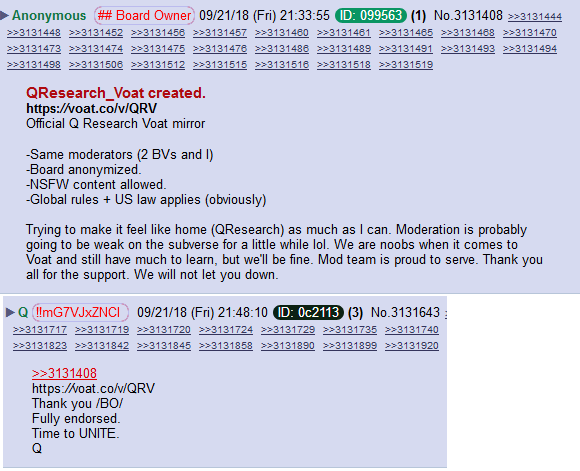 Anonymous ## Board Owner 09/21/18 (Fri) 21:33:55 ID: 099563 (1) No.3131408 >>3131444
>>3131448 >>3131452 >>3131456 >>3131457 >>3131460 >>3131461 >>3131465 >>3131468 >>3131470
>>3131473 >>3131474 >>3131475 >>3131476 >>3131486 >>3131489 >>3131491 >>3131493 >>3131494
>>3131498 >>3131506 >>3131512 >>3131515 >>3131516 >>3131518 >>3131519
QResearch_Voat created.
https://voat.co/v/QRV
Official Q Research Voat mirror
-Same moderators (2 BVs and I)
-Board anonymized.
-NSFW content allowed.
-Global rules + US law applies (obviously)
Trying to make it feel like home (QResearch) as much as I can. Moderation is probably
going to be weak on the subverse for a little while lol. We are noobs when it comes to
Voat and still have much to learn, but we'll be fine. Mod team is proud to serve. Thank you
all for the support. We will not let you down.
Q !!mG7VJxZNCI 09/21/18 (Fri) 21:48:10 ID: 0c2113 (3) No.3131643
>>3131717 >>3131719 >>3131720 >>3131724 >>3131729 >>3131735 >>3131740
>>3131823 >>3131842 >>3131845 >>3131858 >>3131890 >>3131899 >>3131920
>>3131408
https://voat.co/v/QRV
Thank you /BO/
Fully endorsed.
Time to UNITE.
Q